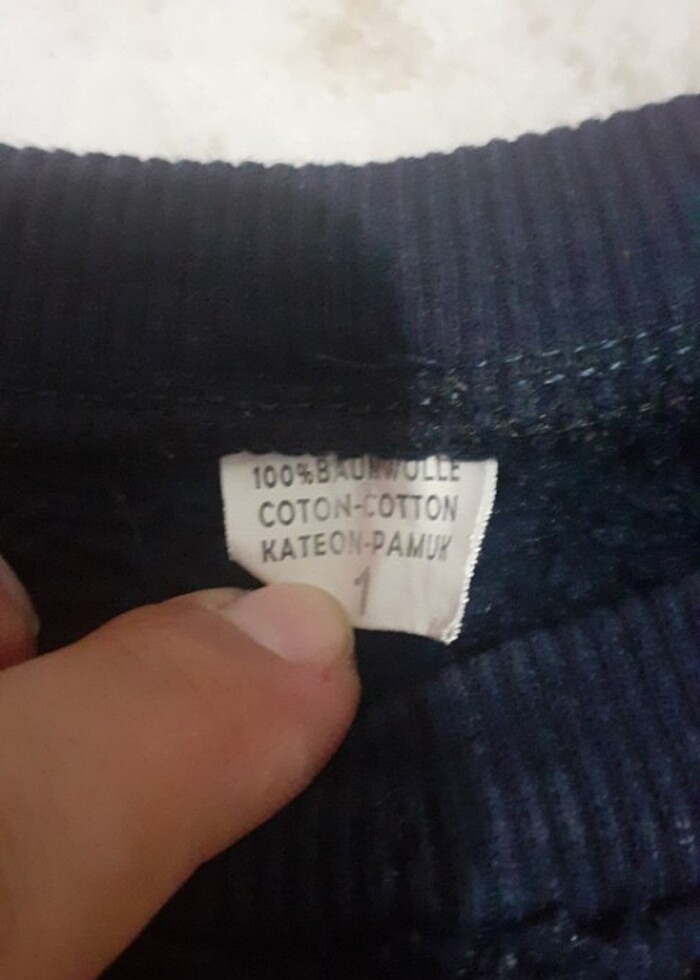 100%BAUMWOLLE
COTON-COTTON
KATEON-PAMUK
1